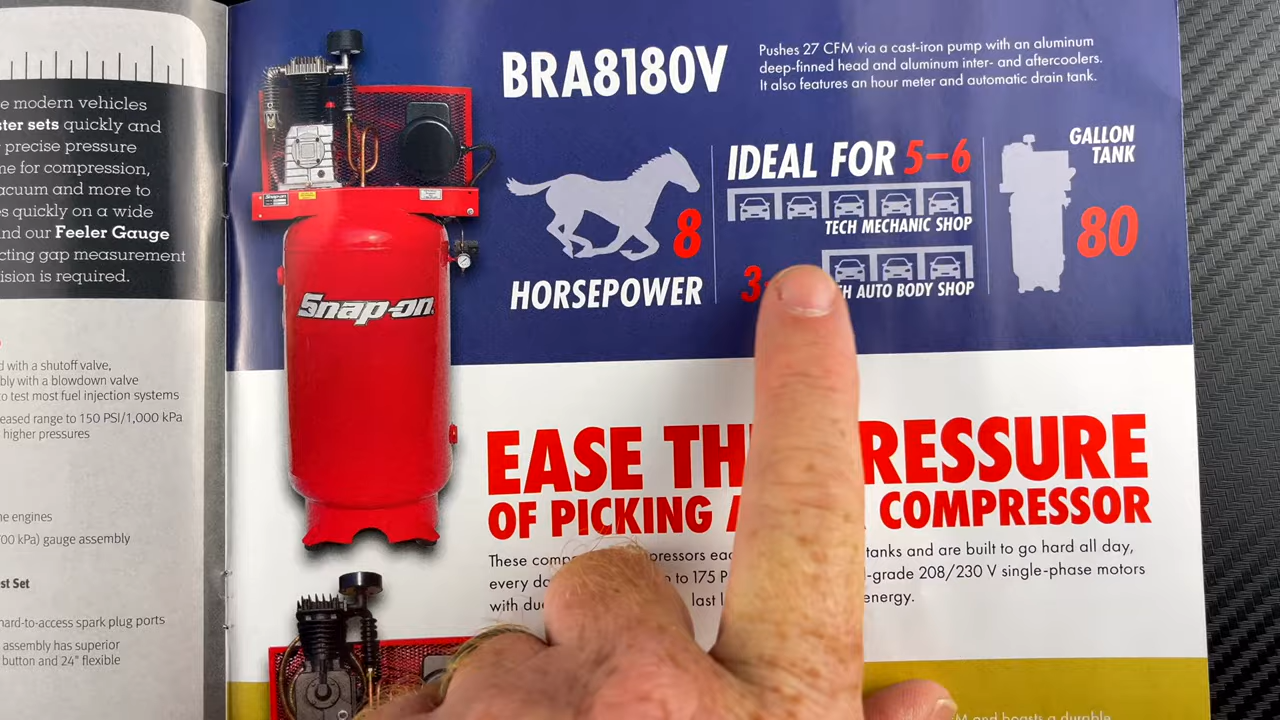 e modern vehicles
ster sets quickly and
precise pressure
ne for compression,
acuum and more to
s quickly on a wide
nd our Feeler Gauge
cting gap measurement
ision is required.
d with a shutoff valve,
bly with a blowdown valve
to test most fuel injection systems
eased range to 150 PSI/1,000 kPa
higher pressures
ne engines
00 kPa) gauge assembly
st Set
hard-to-access spark plug ports
assembly has superior
button and 24" flexible
Snap-on
BRA8180V
Pushes 27 CFM via a cast-iron pump with an aluminum
deep-finned head and aluminum inter- and aftercoolers.
It also features an hour meter and automatic drain tank.
8
HORSEPOWER
IDEAL FOR 5–6
TECH MECHANIC SHOP
3
AUTO BODY SHOP
GALLON
TANK
80
EASE THE PRESSURE
OF PICKING COMPRESSOR
These pressors tanks and are built to go hard all day,
every to 175 -grade 208/230 V single-phase motors
with last energy.
and boasts a durable